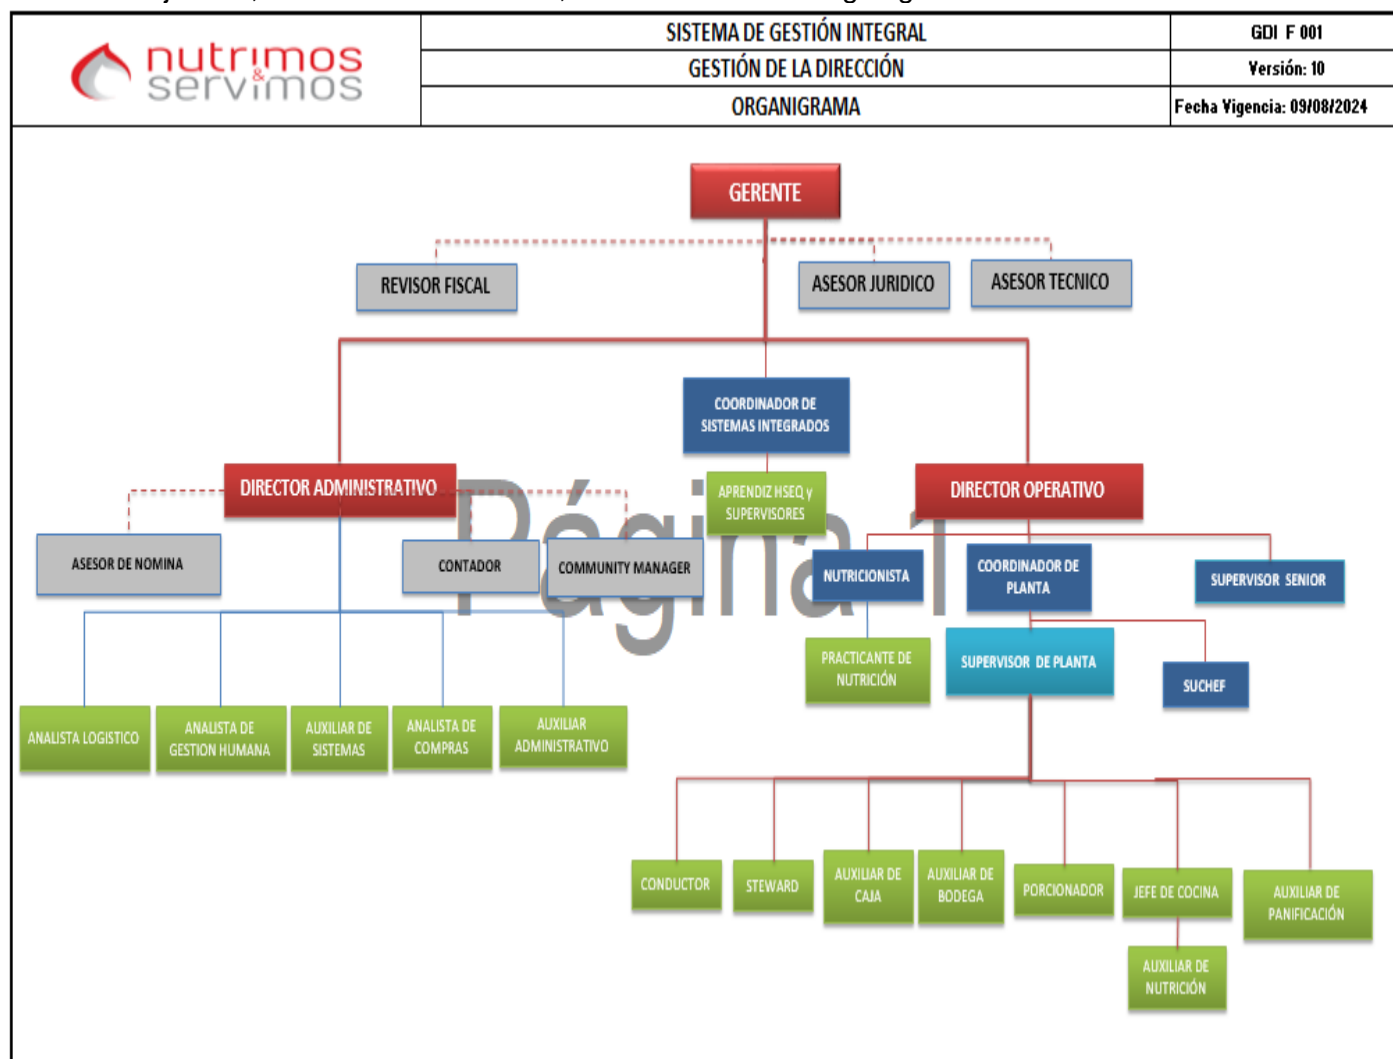 nutrimos
&
servimos
SISTEMA DE GESTIÓN INTEGRAL
GESTIÓN DE LA DIRECCIÓN
ORGANIGRAMA
GDI F 001
Versión: 10
Fecha Vigencia: 09/08/2024
GERENTE
REVISOR FISCAL
ASESOR JURIDICO
ASESOR TECNICO
COORDINADOR DE
SISTEMAS INTEGRADOS
DIRECTOR ADMINISTRATIVO
APRENDIZ HSEQ y
SUPERVISORES
DIRECTOR OPERATIVO
Página 1
ASESOR DE NOMINA
CONTADOR
COMMUNITY MANAGER
NUTRICIONISTA
COORDINADOR DE
PLANTA
SUPERVISOR SENIOR
PRACTICANTE DE
NUTRICIÓN
SUPERVISOR DE PLANTA
SUCHEF
ANALISTA LOGISTICO
ANALISTA DE
GESTION HUMANA
AUXILIAR DE
SISTEMAS
ANALISTA DE
COMPRAS
AUXILIAR
ADMINISTRATIVO
CONDUCTOR
STEWARD
AUXILIAR DE
CAJA
AUXILIAR DE
BODEGA
PORCIONADOR
JEFE DE COCINA
AUXILIAR DE
PANIFICACIÓN
AUXILIAR DE
NUTRICIÓN